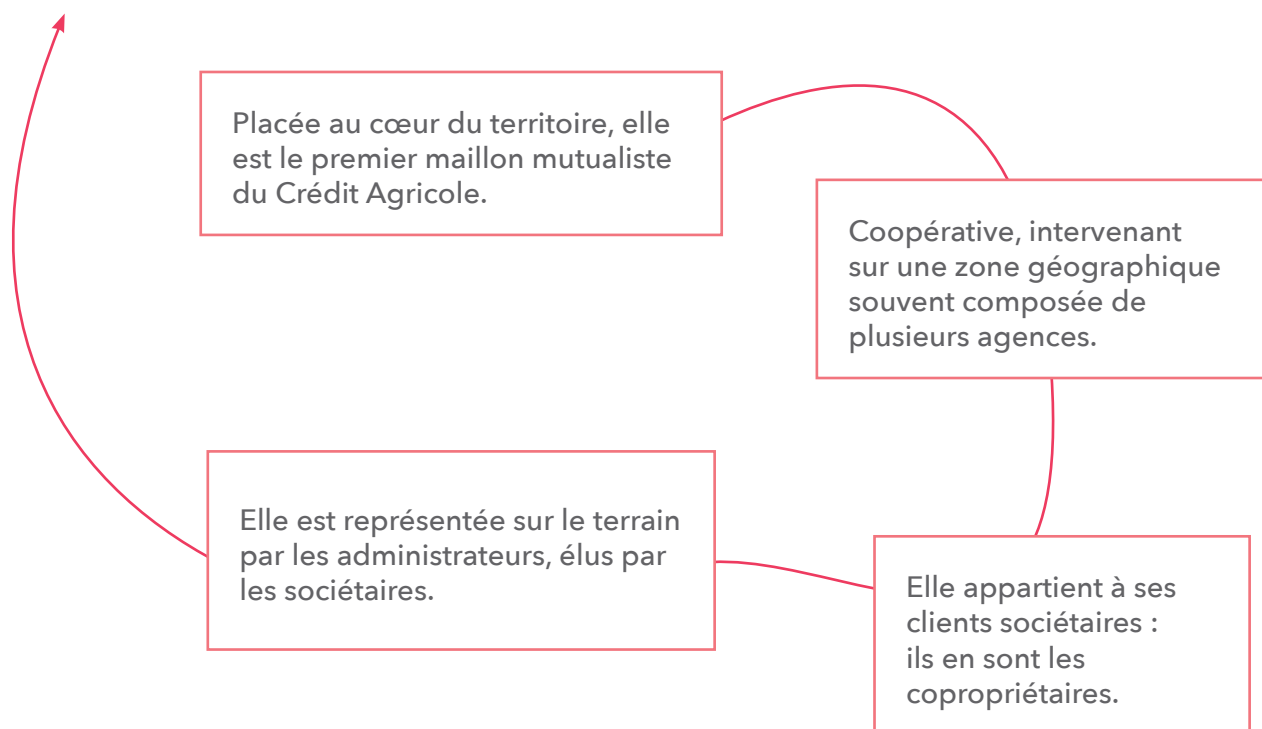 Placée au cœur du territoire, elle
est le premier maillon mutualiste
du Crédit Agricole.
Coopérative, intervenant
sur une zone géographique
souvent composée de
plusieurs agences.
Elle appartient à ses
clients sociétaires :
ils en sont les
copropriétaires.
Elle est représentée sur le terrain
par les administrateurs, élus par
les sociétaires.